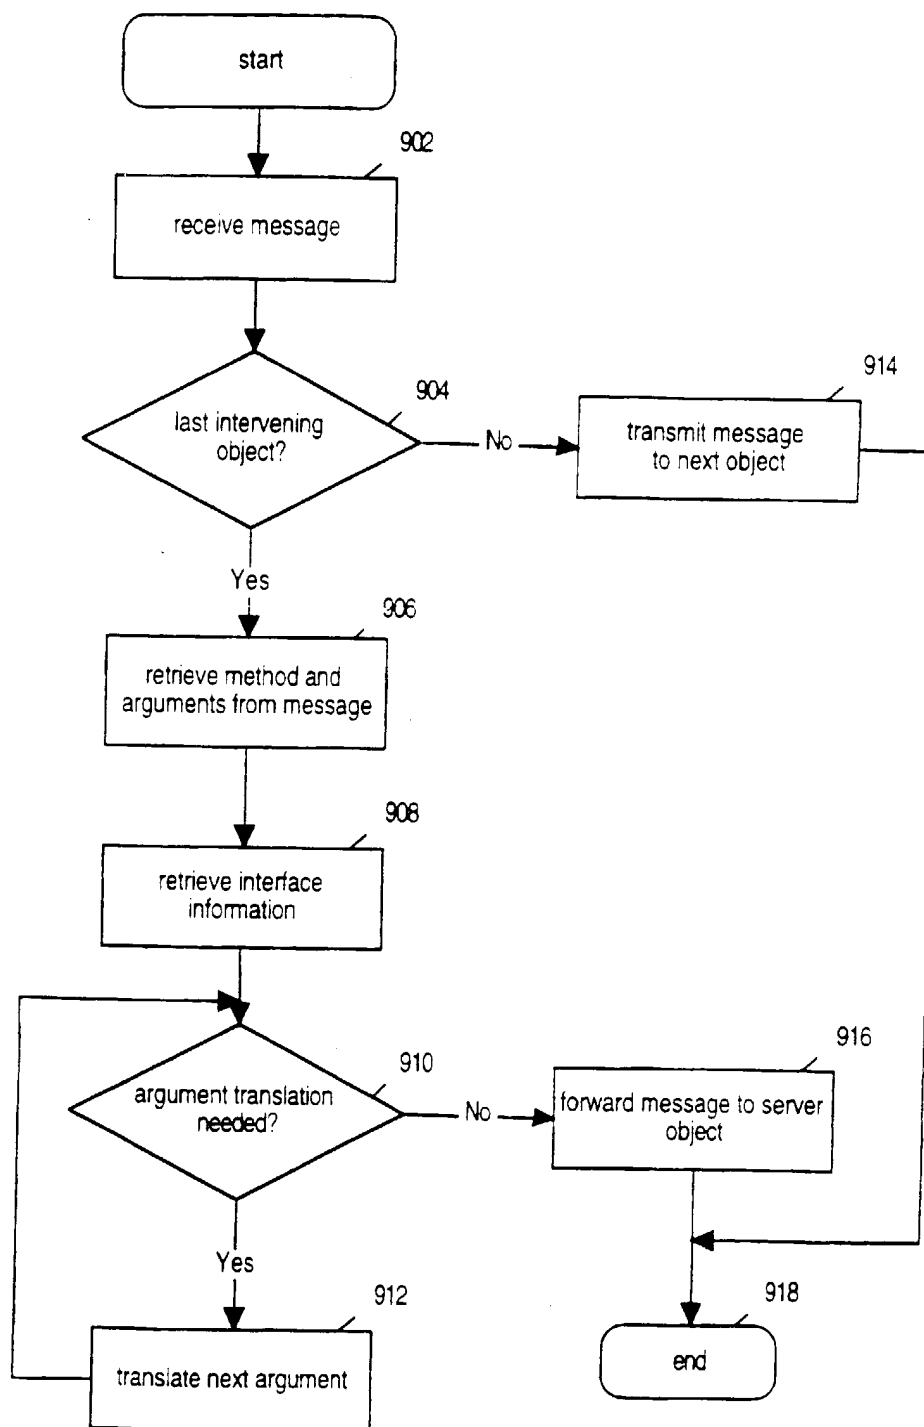 start
902
receive message
904
last intervening
object?
No
914
transmit message
to next object
Yes
906
retrieve method and
arguments from message
908
retrieve interface
information
910
argument translation
needed?
No
916
forward message to server
object
Yes
912
translate next argument
918
end